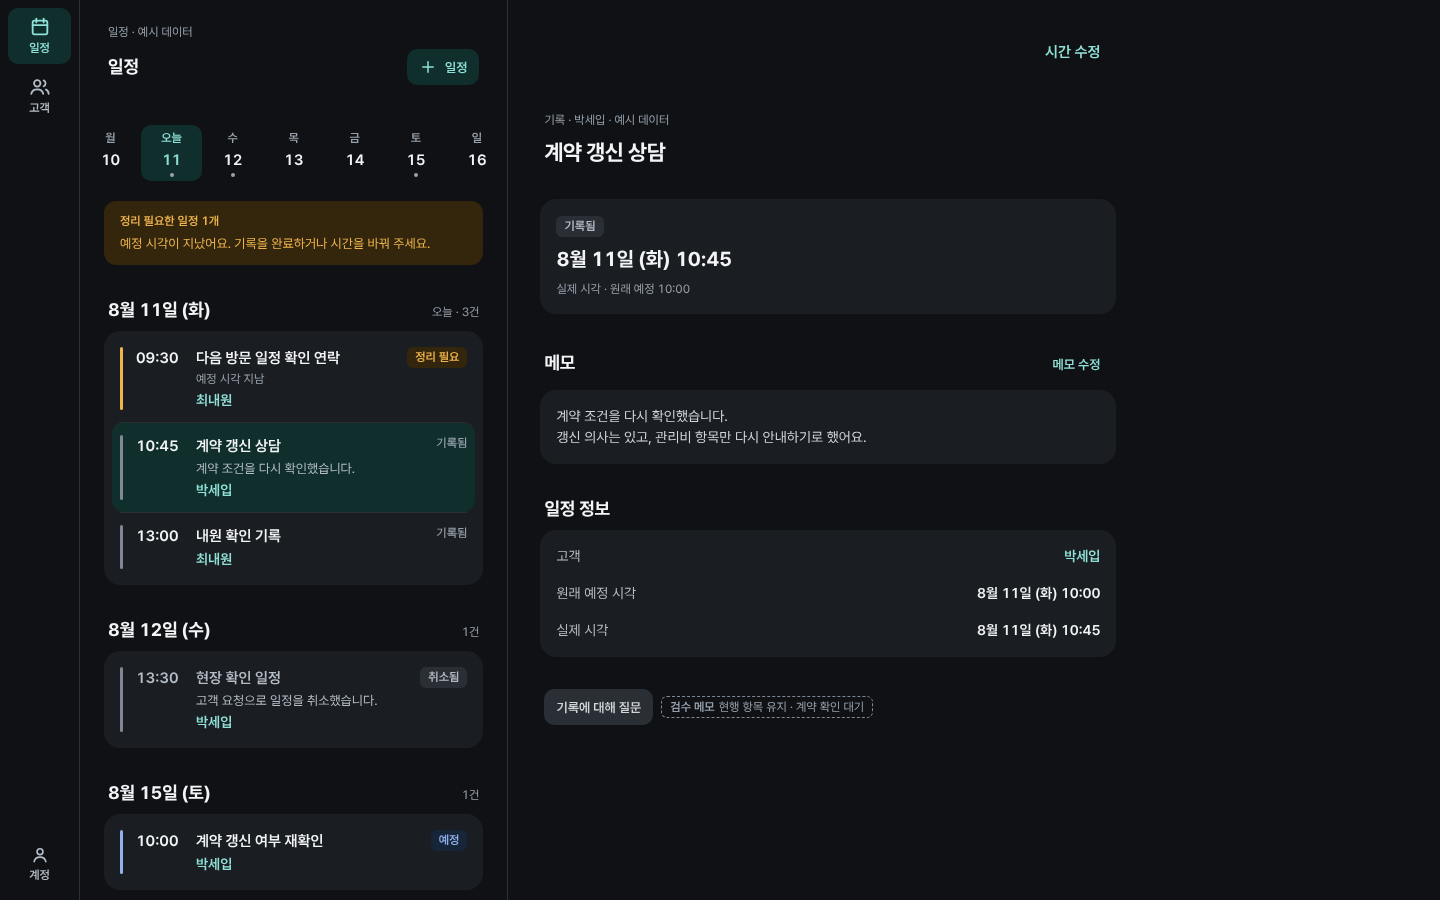 일정
고객
계정
일정 · 예시 데이터
일정
일정
월 오늘 수 목 금 토 일
10 11 12 13 14 15 16
정리 필요한 일정 1개
예정 시각이 지났어요. 기록을 완료하거나 시간을 바꿔 주세요.
8월 11일 (화) 오늘 · 3건
09:30 다음 방문 일정 확인 연락 정리 필요
예정 시각 지남
최내원
10:45 계약 갱신 상담 기록됨
계약 조건을 다시 확인했습니다.
박세입
13:00 내원 확인 기록 기록됨
최내원
8월 12일 (수) 1건
13:30 현장 확인 일정 취소됨
고객 요청으로 일정을 취소했습니다.
박세입
8월 15일 (토) 1건
10:00 계약 갱신 여부 재확인 예정
박세입
시간 수정
기록 · 박세입 · 예시 데이터
계약 갱신 상담
기록됨
8월 11일 (화) 10:45
실제 시각 · 원래 예정 10:00
메모 메모 수정
계약 조건을 다시 확인했습니다.
갱신 의사는 있고, 관리비 항목만 다시 안내하기로 했어요.
일정 정보
고객 박세입
원래 예정 시각 8월 11일 (화) 10:00
실제 시각 8월 11일 (화) 10:45
기록에 대해 질문 검수 메모 현행 항목 유지 · 계약 확인 대기